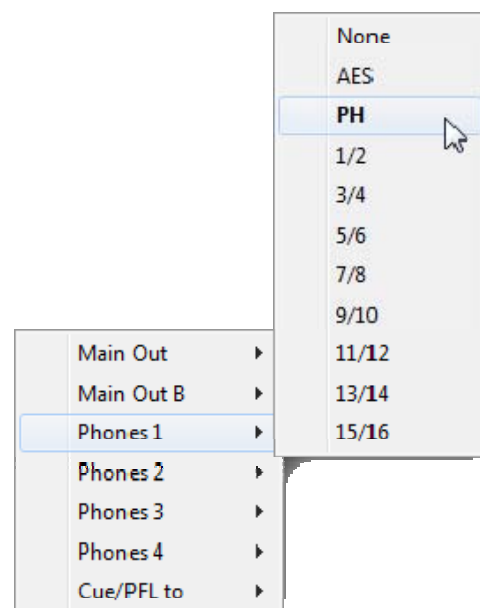 None
AES
PH
1/2
3/4
5/6
7/8
9/10
11/12
13/14
15/16
Main Out
Main Out B
Phones 1
Phones 2
Phones 3
Phones 4
Cue/PFL to